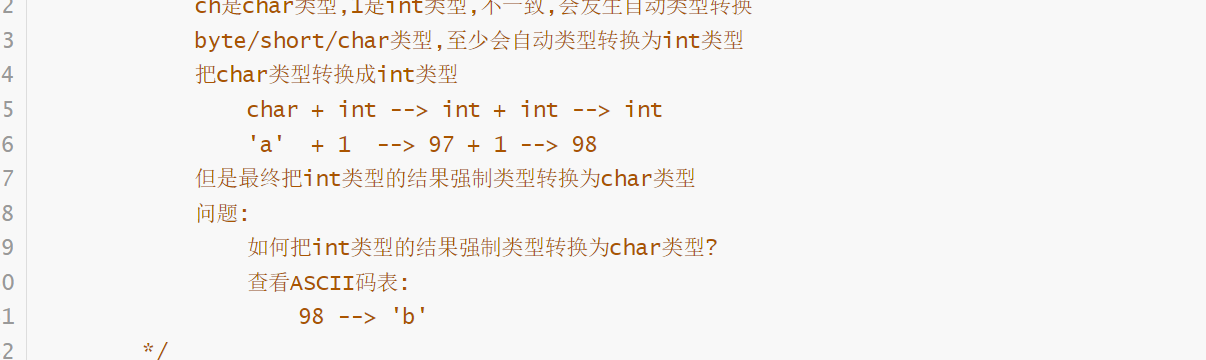 2 ch是char类型,1是int类型,不一致,会发生自动类型转换
3 byte/short/char类型,至少会自动类型转换为int类型
4 把char类型转换成int类型
5 char + int --> int + int --> int
6 'a'  + 1  --> 97 + 1 --> 98
7 但是最终把int类型的结果强制类型转换为char类型
8 问题:
9 如何把int类型的结果强制类型转换为char类型?
0 查看ASCII码表:
1 98 --> 'b'
2 */